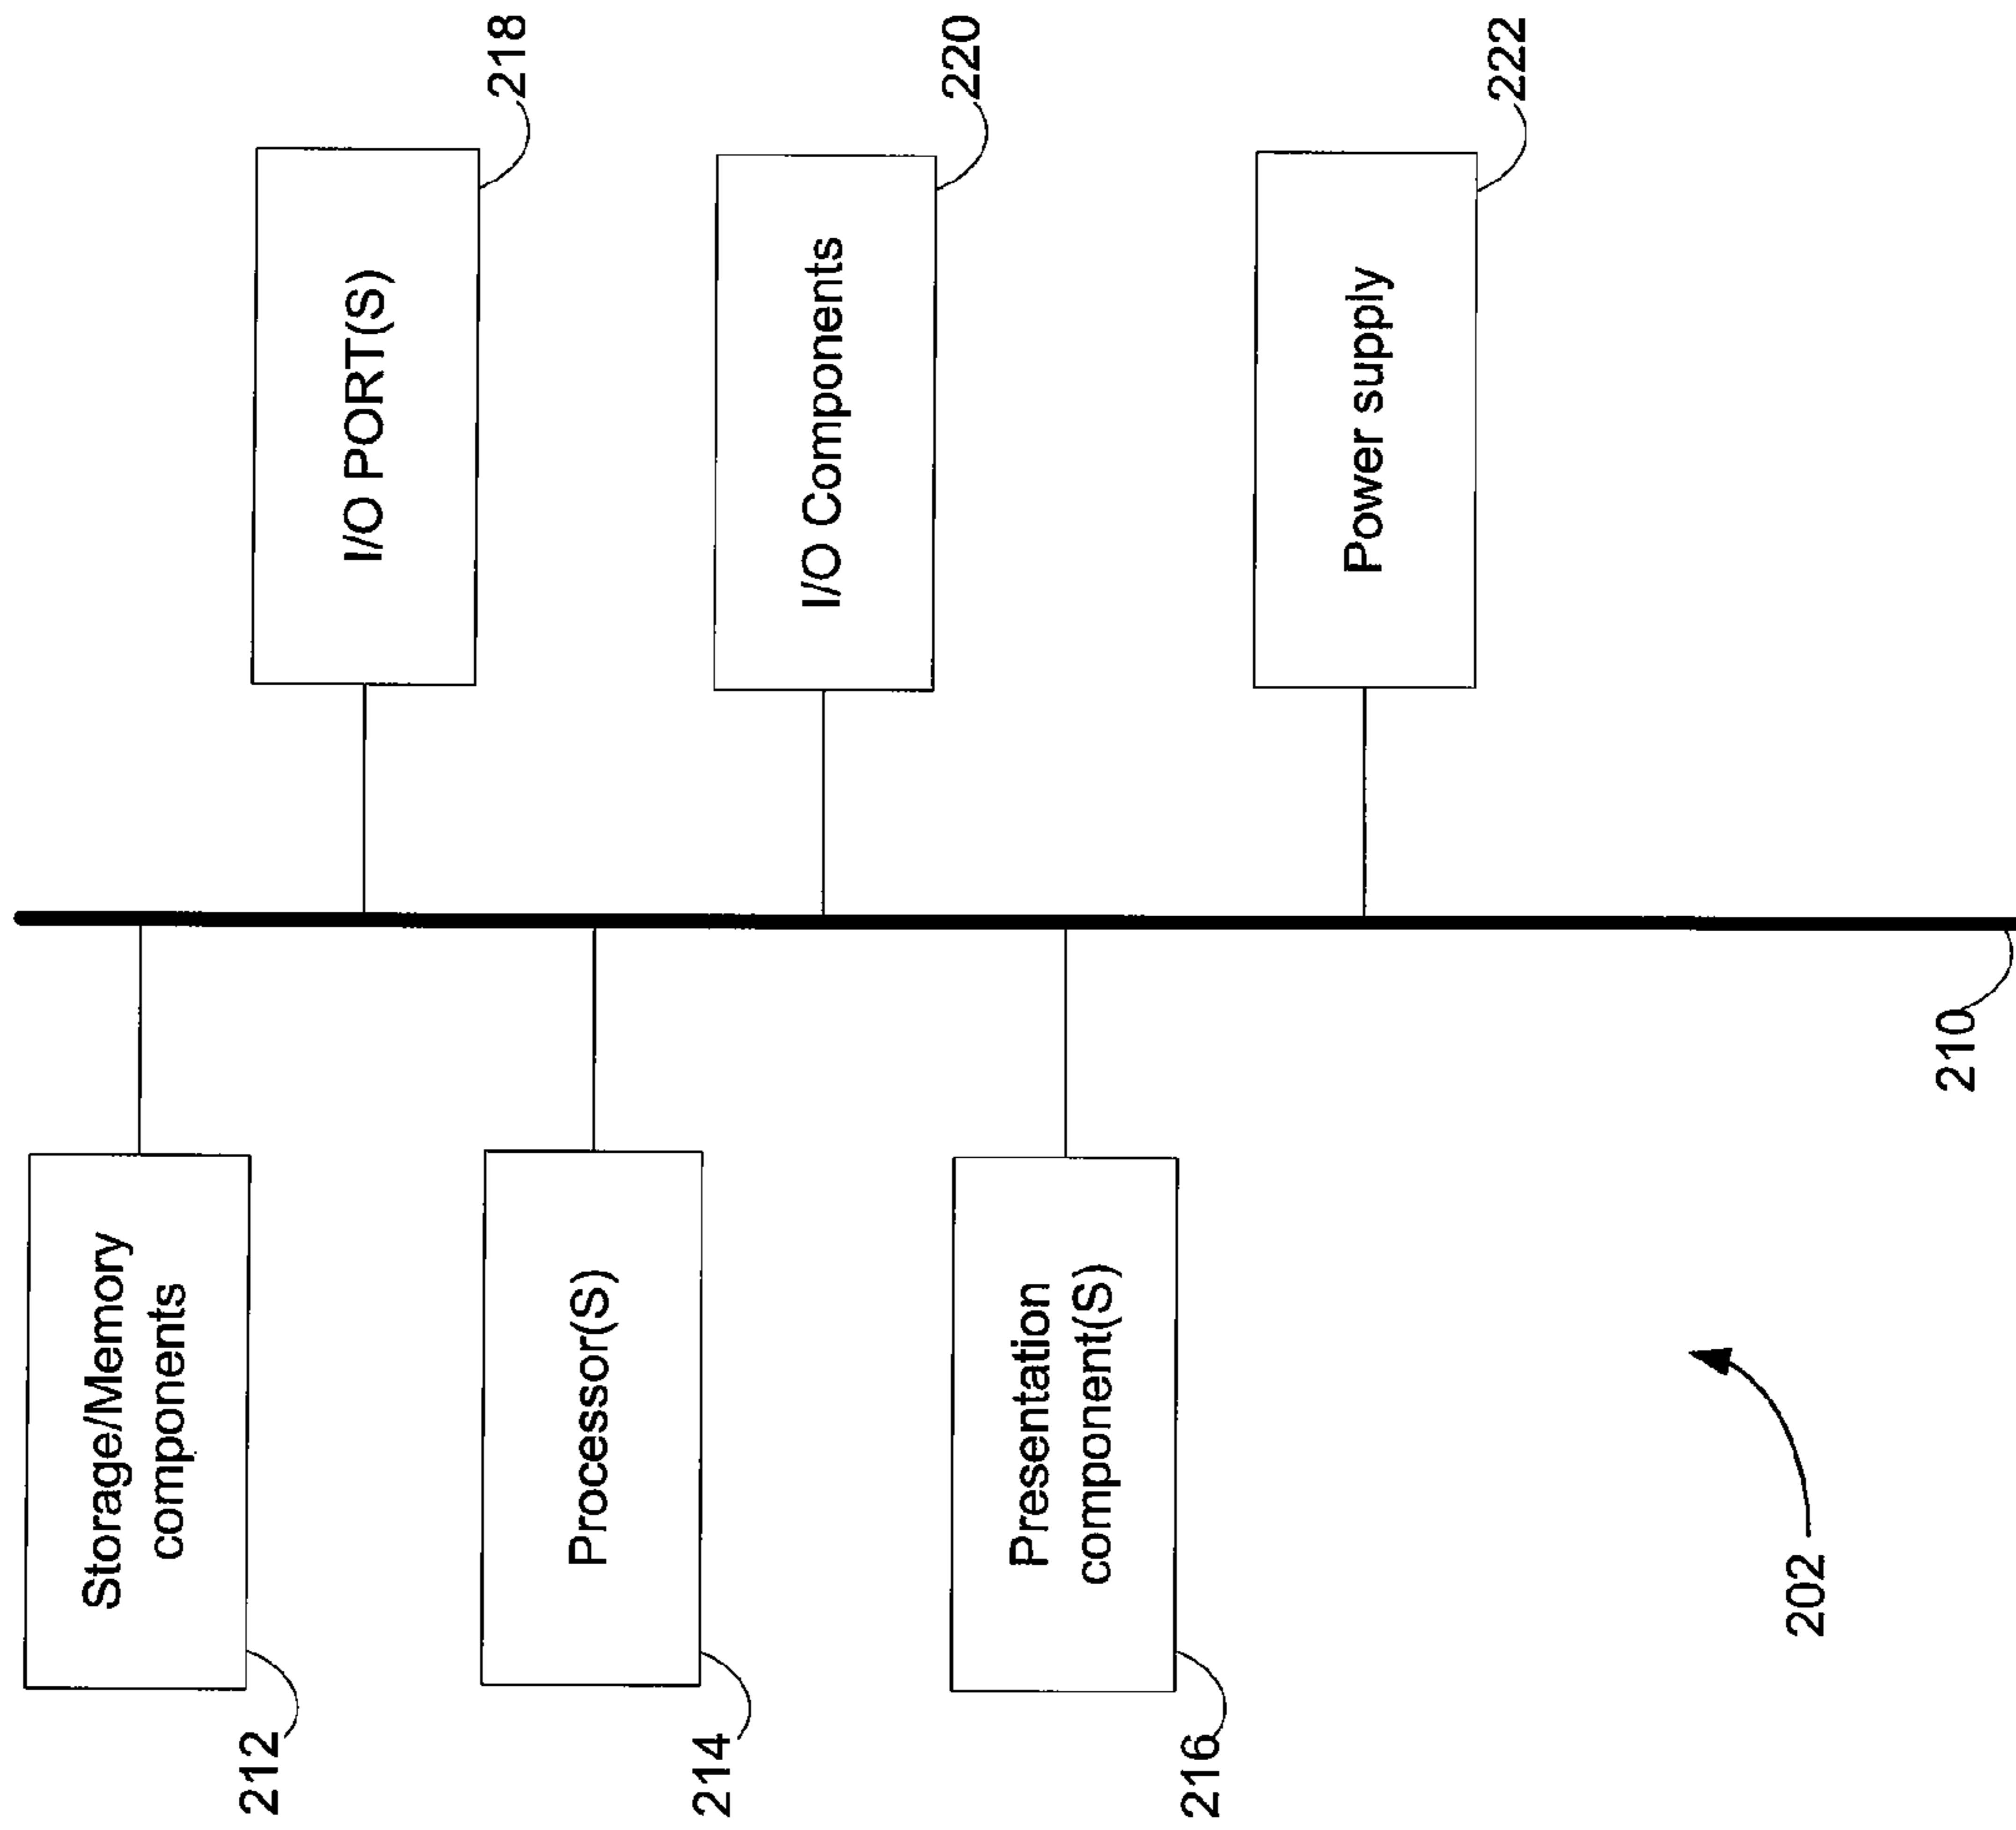 Storage/Memory
components
212
I/O PORT(S)
218
Processor(S)
214
I/O Components
220
Presentation
component(S)
216
Power supply
222
202
210